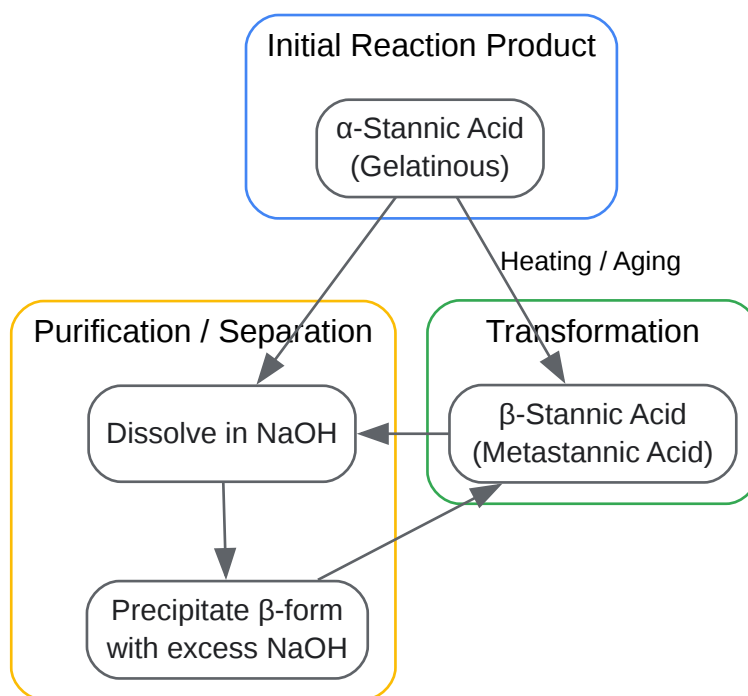 Initial Reaction Product
α-Stannic Acid
(Gelatinous)
Heating / Aging
Purification / Separation
Transformation
Dissolve in NaOH
β-Stannic Acid
(Metastannic Acid)
Precipitate β-form
with excess NaOH